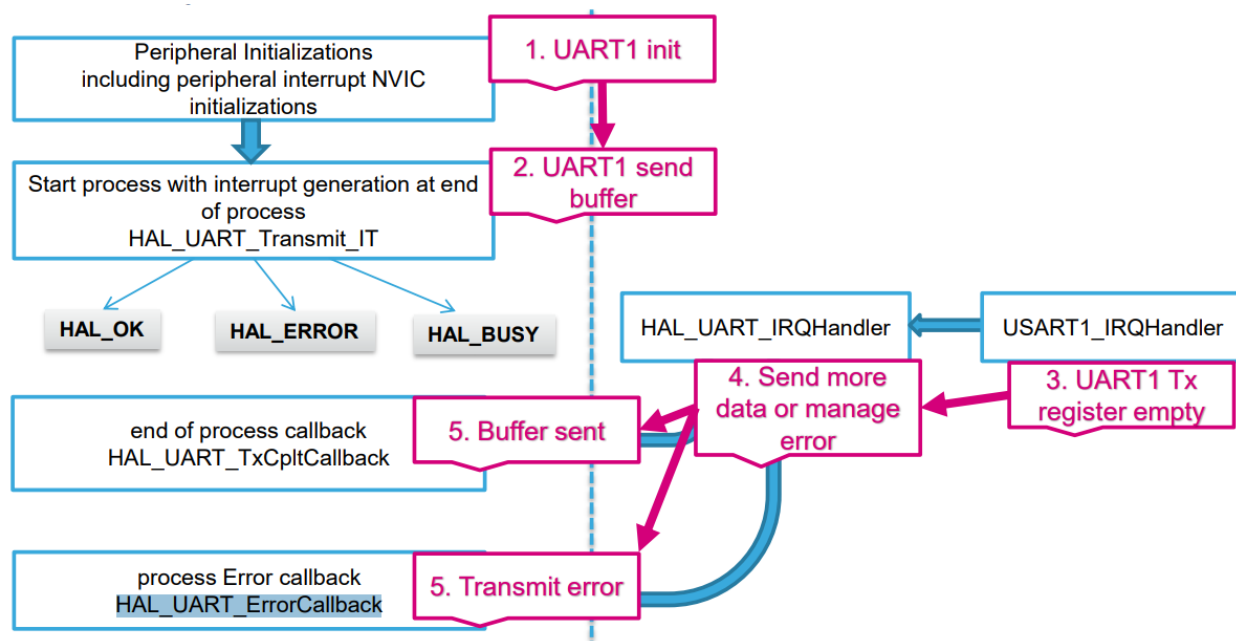 Peripheral Initializations
including peripheral interrupt NVIC
initializations
1. UART1 init
Start process with interrupt generation at end
of process
HAL_UART_Transmit_IT
2. UART1 send
buffer
HAL_OK
HAL_ERROR
HAL_BUSY
HAL_UART_IRQHandler
USART1_IRQHandler
4. Send more
data or manage
error
3. UART1 Tx
register empty
end of process callback
HAL_UART_TxCpltCallback
5. Buffer sent
process Error callback
HAL_UART_ErrorCallback
5. Transmit error